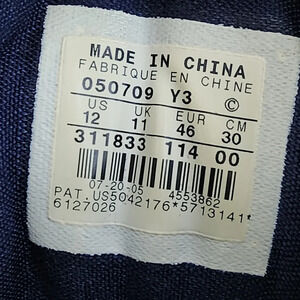 MADE IN CHINA
FABRIQUE EN CHINE
050709 Y3 ©
US UK EUR CM
12 11 46 30
311833 114 00
07-20-05 4553862
PAT. US5042176*5713141*
6127026